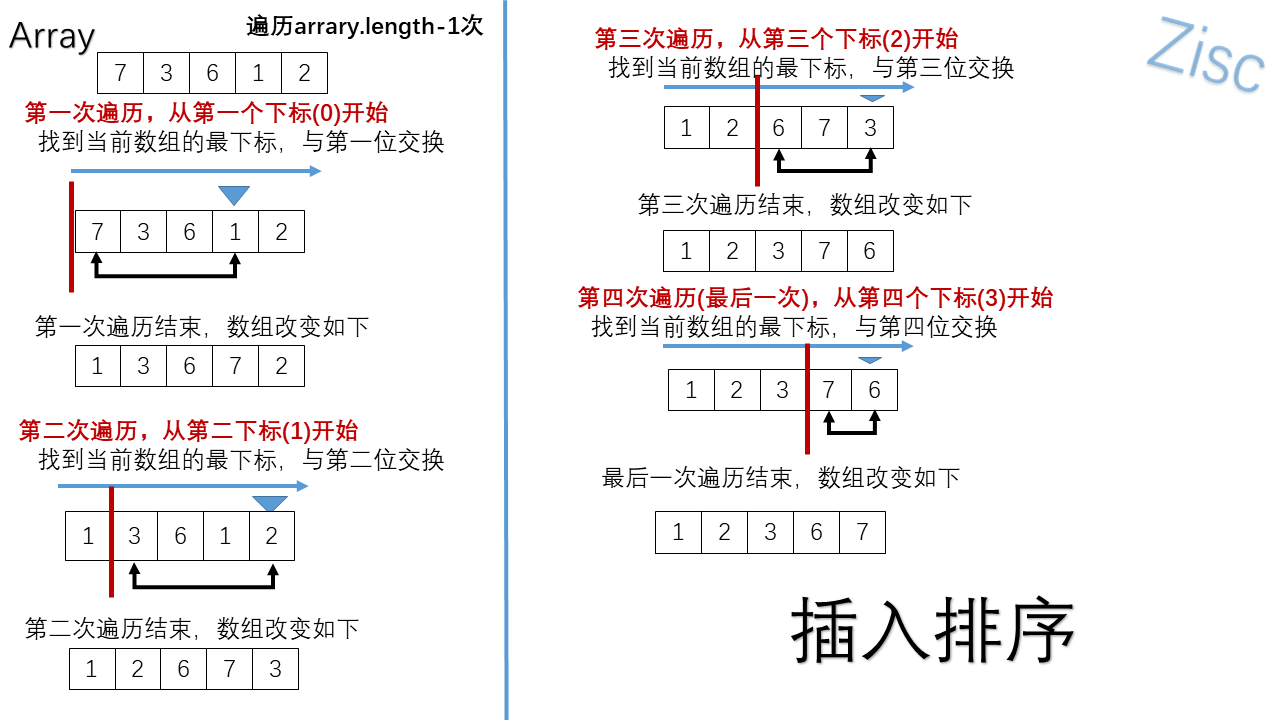 Array
遍历arrary.length-1次
7 3 6 1 2
第一次遍历，从第一个下标(0)开始
找到当前数组的最下标，与第一位交换
7 3 6 1 2
第一次遍历结束，数组改变如下
1 3 6 7 2
第二次遍历，从第二下标(1)开始
找到当前数组的最下标，与第二位交换
1 3 6 1 2
第二次遍历结束，数组改变如下
1 2 6 7 3
第三次遍历，从第三个下标(2)开始
找到当前数组的最下标，与第三位交换
1 2 6 7 3
第三次遍历结束，数组改变如下
1 2 3 7 6
第四次遍历(最后一次)，从第四个下标(3)开始
找到当前数组的最下标，与第四位交换
1 2 3 7 6
最后一次遍历结束，数组改变如下
1 2 3 6 7
插入排序
Zisc